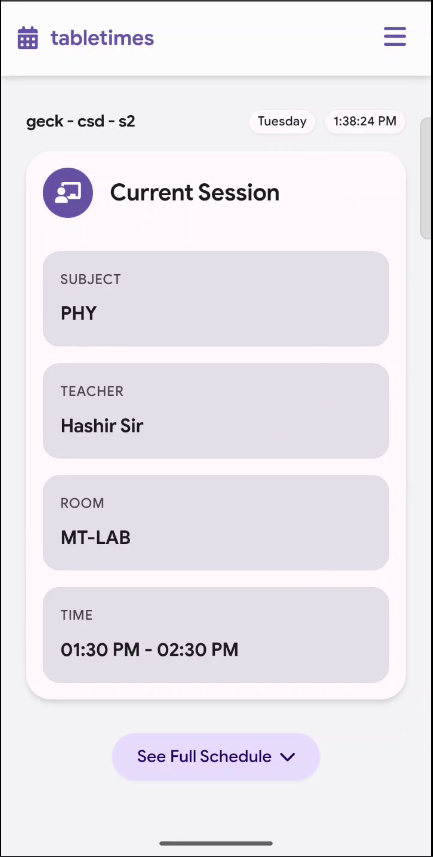 tabletimes
geck - csd - s2
Tuesday
1:38:24 PM
Current Session
SUBJECT
PHY
TEACHER
Hashir Sir
ROOM
MT-LAB
TIME
01:30 PM - 02:30 PM
See Full Schedule